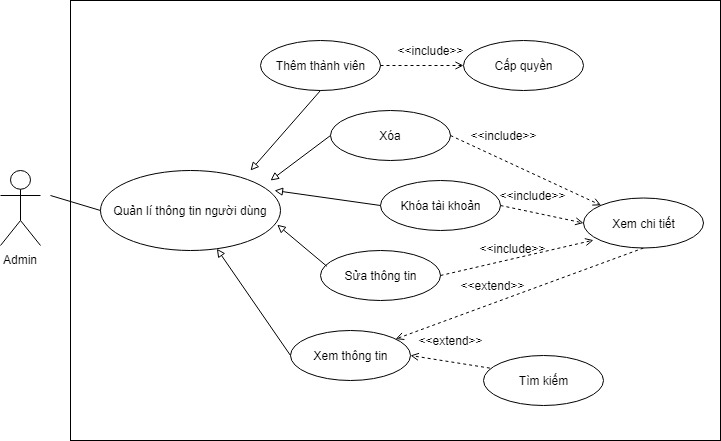 <<include>>
Thêm thành viên
Cấp quyền
Xóa
<<include>>
Quản lí thông tin người dùng
Khóa tài khoản
<<include>>
Xem chi tiết
Admin
<<include>>
Sửa thông tin
<<extend>>
<<extend>>
Xem thông tin
Tìm kiếm